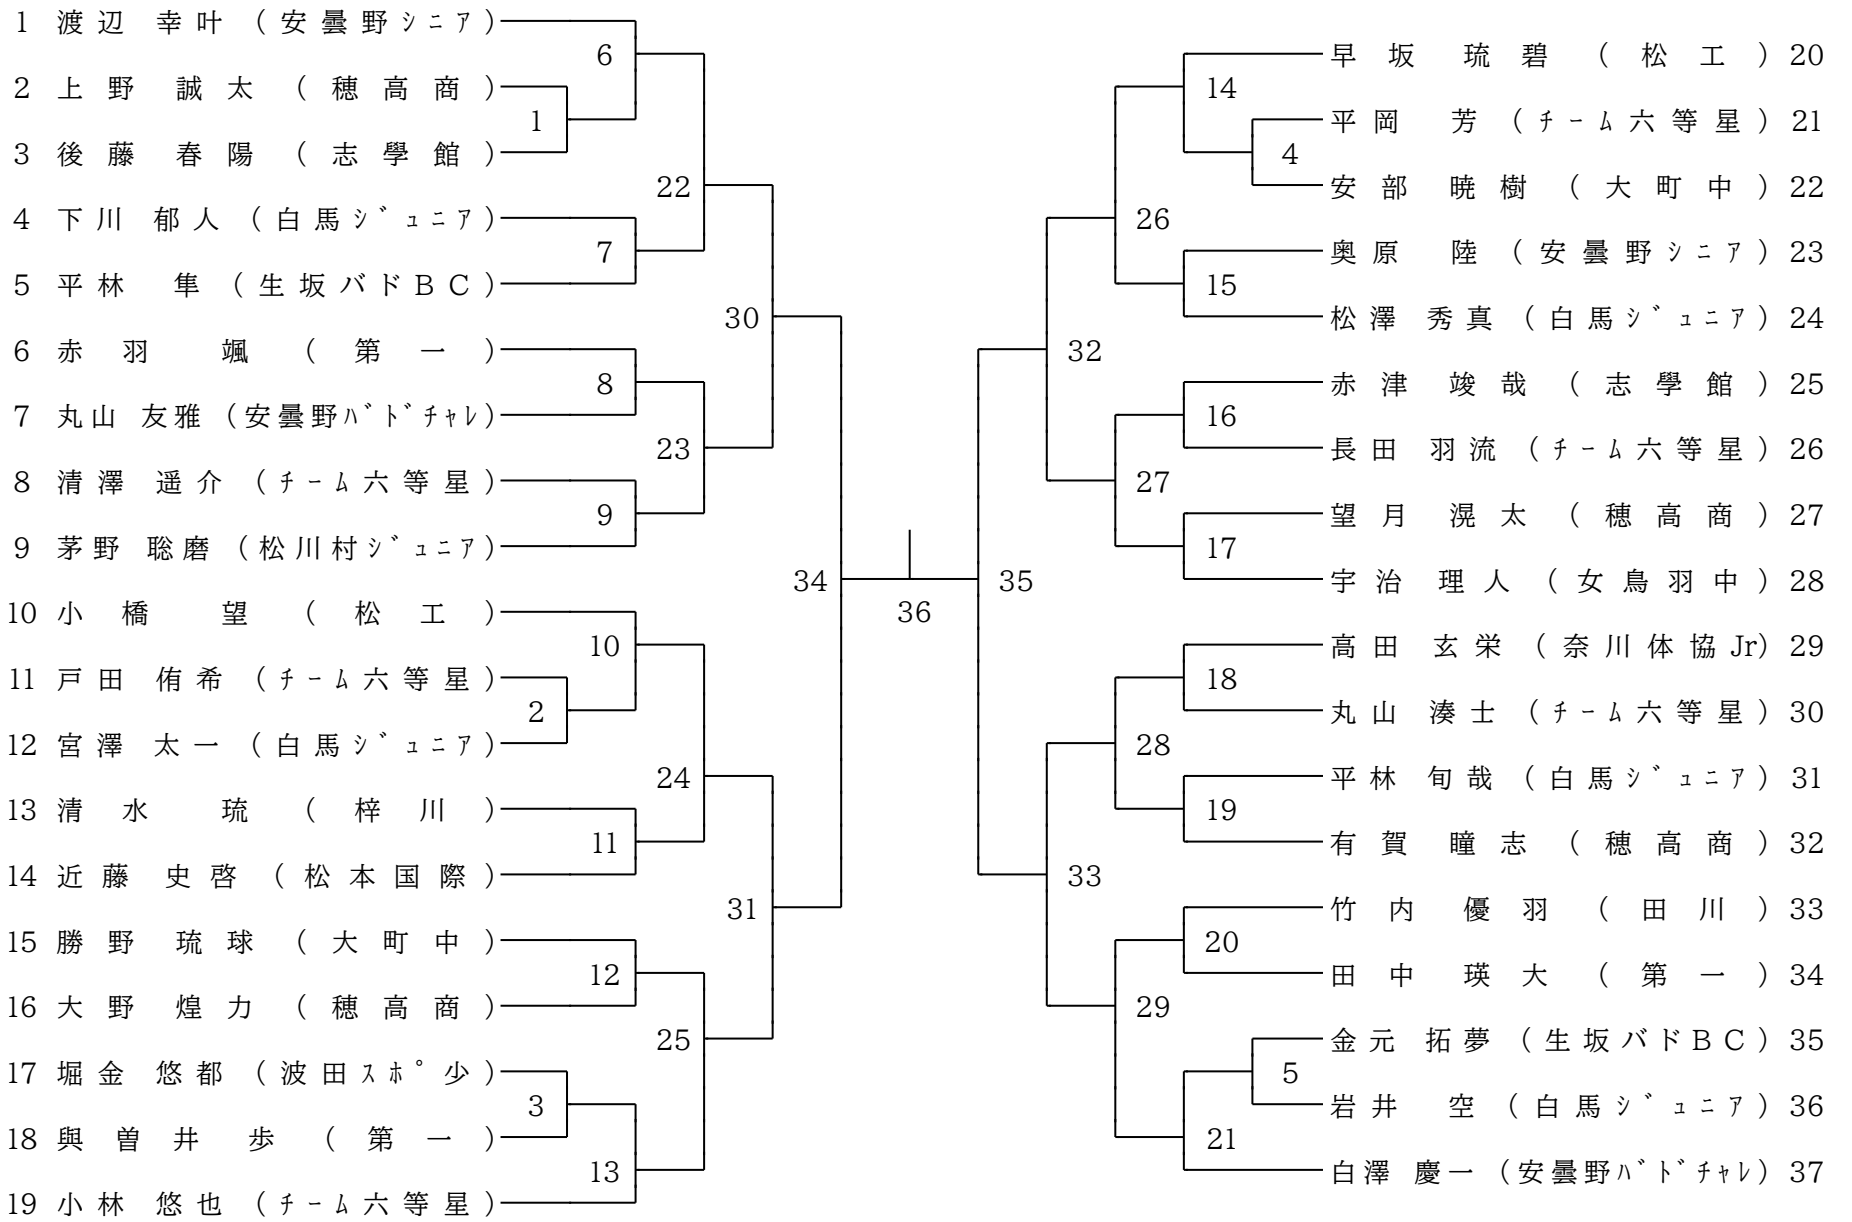 1 渡辺 幸叶 (安曇野ｼﾆｱ)
2 上野 誠太 (穂高商)
3 後藤 春陽 (志學館)
4 下川 郁人 (白馬ｼﾞｭﾆｱ)
5 平林 隼 (生坂バドＢＣ)
6 赤羽 颯 (第一)
7 丸山 友雅 (安曇野ﾊﾞﾄﾞﾁｬﾚ)
8 清澤 遥介 (ﾁｰﾑ六等星)
9 茅野 聡磨 (松川村ｼﾞｭﾆｱ)
10 小橋 望 (松工)
11 戸田 侑希 (ﾁｰﾑ六等星)
12 宮澤 太一 (白馬ｼﾞｭﾆｱ)
13 清水 琉 (梓川)
14 近藤 史啓 (松本国際)
15 勝野 琉球 (大町中)
16 大野 煌力 (穂高商)
17 堀金 悠都 (波田ｽﾎﾟ少)
18 與曽井 歩 (第一)
19 小林 悠也 (ﾁｰﾑ六等星)
1
2
3
6
7
8
9
10
11
12
13
22
23
24
25
30
31
34
36
35
32
33
26
27
28
29
14
15
16
17
18
19
20
21
4
5
早坂 琉碧 (松工) 20
平岡 芳 (ﾁｰﾑ六等星) 21
安部 暁樹 (大町中) 22
奥原 陸 (安曇野ｼﾆｱ) 23
松澤 秀真 (白馬ｼﾞｭﾆｱ) 24
赤津 竣哉 (志學館) 25
長田 羽流 (ﾁｰﾑ六等星) 26
望月 滉太 (穂高商) 27
宇治 理人 (女鳥羽中) 28
高田 玄栄 (奈川体協Jr) 29
丸山 湊士 (ﾁｰﾑ六等星) 30
平林 旬哉 (白馬ｼﾞｭﾆｱ) 31
有賀 瞳志 (穂高商) 32
竹内 優羽 (田川) 33
田中 瑛大 (第一) 34
金元 拓夢 (生坂バドＢＣ) 35
岩井 空 (白馬ｼﾞｭﾆｱ) 36
白澤 慶一 (安曇野ﾊﾞﾄﾞﾁｬﾚ) 37